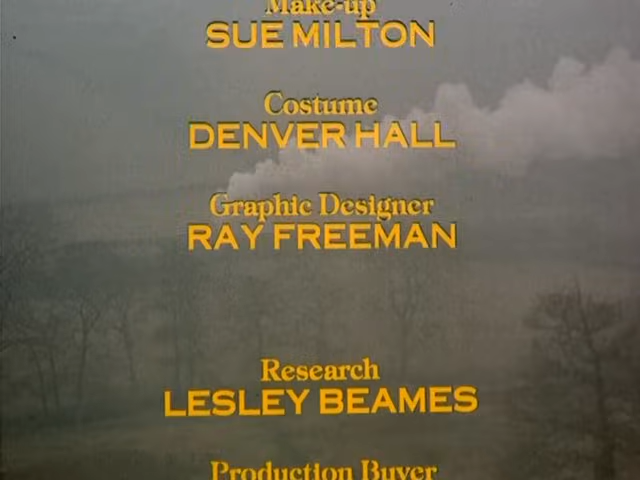 Make-up
SUE MILTON
Costume
DENVER HALL
Graphic Designer
RAY FREEMAN
Research
LESLEY BEAMES
Production Buyer